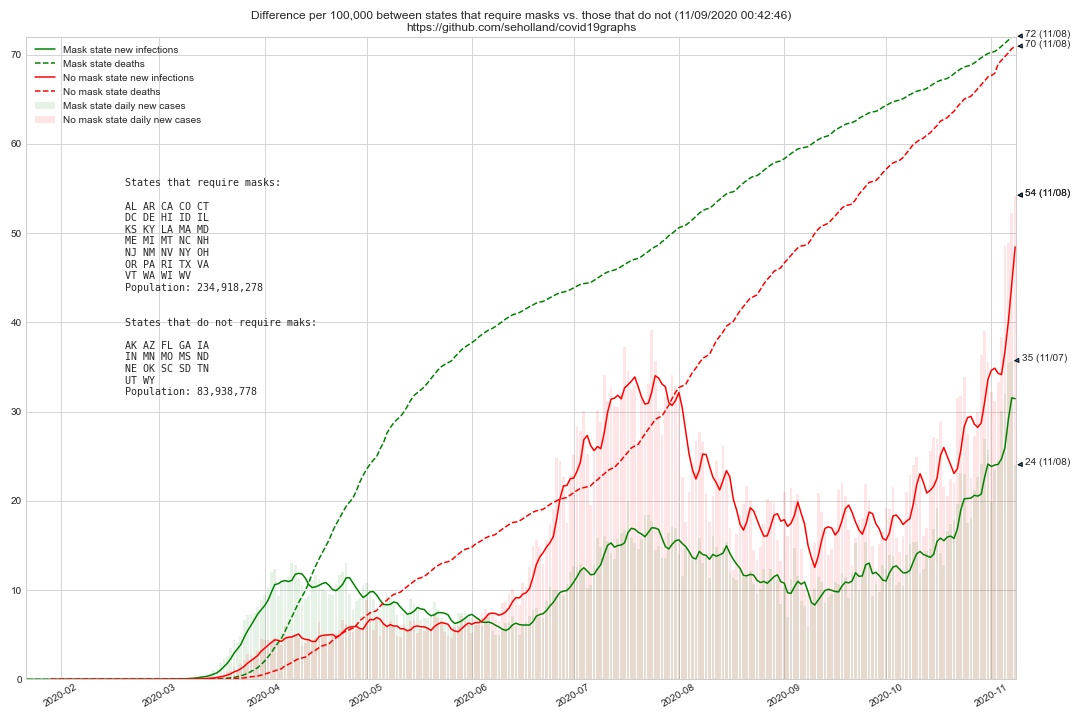 Difference per 100,000 between states that require masks vs. those that do not (11/09/2020 00:42:46)
https://github.com/seholland/covid19graphs
Mask state new infections
Mask state deaths
No mask state new infections
No mask state deaths
Mask state daily new cases
No mask state daily new cases
States that require masks:
AL AR CA CO CT
DC DE HI ID IL
KS KY LA MA MD
ME MI MT NC NH
NJ NM NV NY OH
OR PA RI TX VA
VT WA WI WV
Population: 234,918,278
States that do not require maks:
AK AZ FL GA IA
IN MN MO MS ND
NE OK SC SD TN
UT WY
Population: 83,938,778
72 (11/08)
70 (11/08)
54 (11/08)
35 (11/07)
24 (11/08)
70
60
50
40
30
20
10
0
2020-02
2020-03
2020-04
2020-05
2020-06
2020-07
2020-08
2020-09
2020-10
2020-11